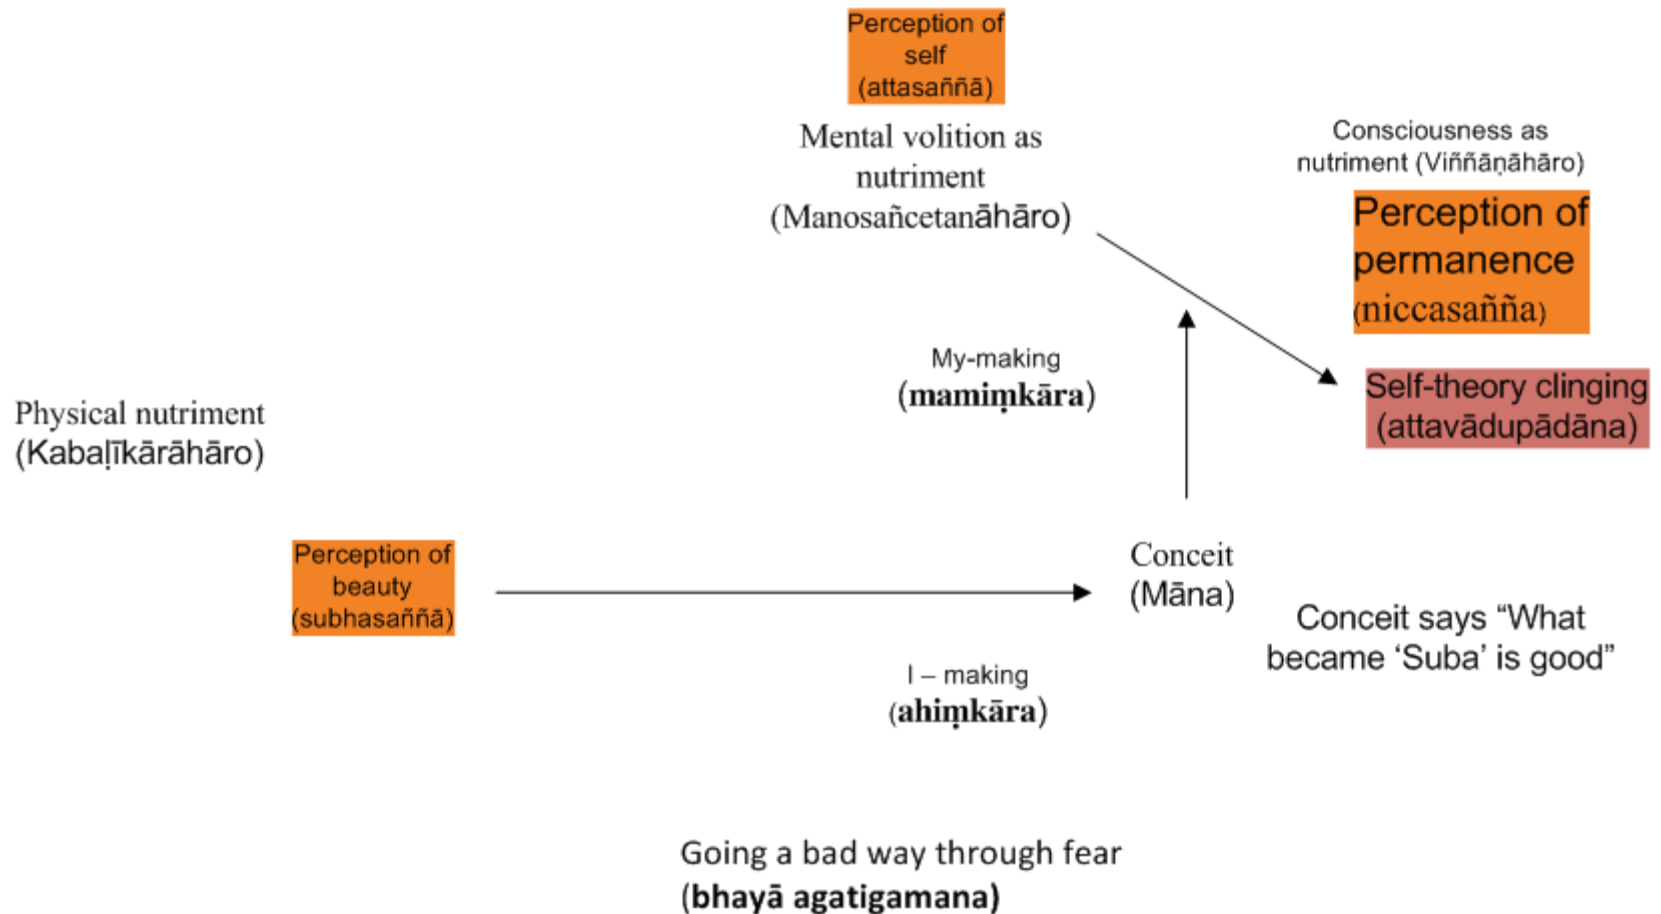 Perception of
self
(attasaññā)
Mental volition as
nutriment
(Manosañcetanāhāro)
Consciousness as
nutriment (Viññāṇāhāro)
Perception of
permanence
(niccasañña)
My-making
(mamiṃkāra)
Self-theory clinging
(attavādupādāna)
Physical nutriment
(Kabaḷīkārāhāro)
Perception of
beauty
(subhasaññā)
Conceit
(Māna)
Conceit says “What
became ‘Suba’ is good”
I – making
(ahiṃkāra)
Going a bad way through fear
(bhayā agatigamana)